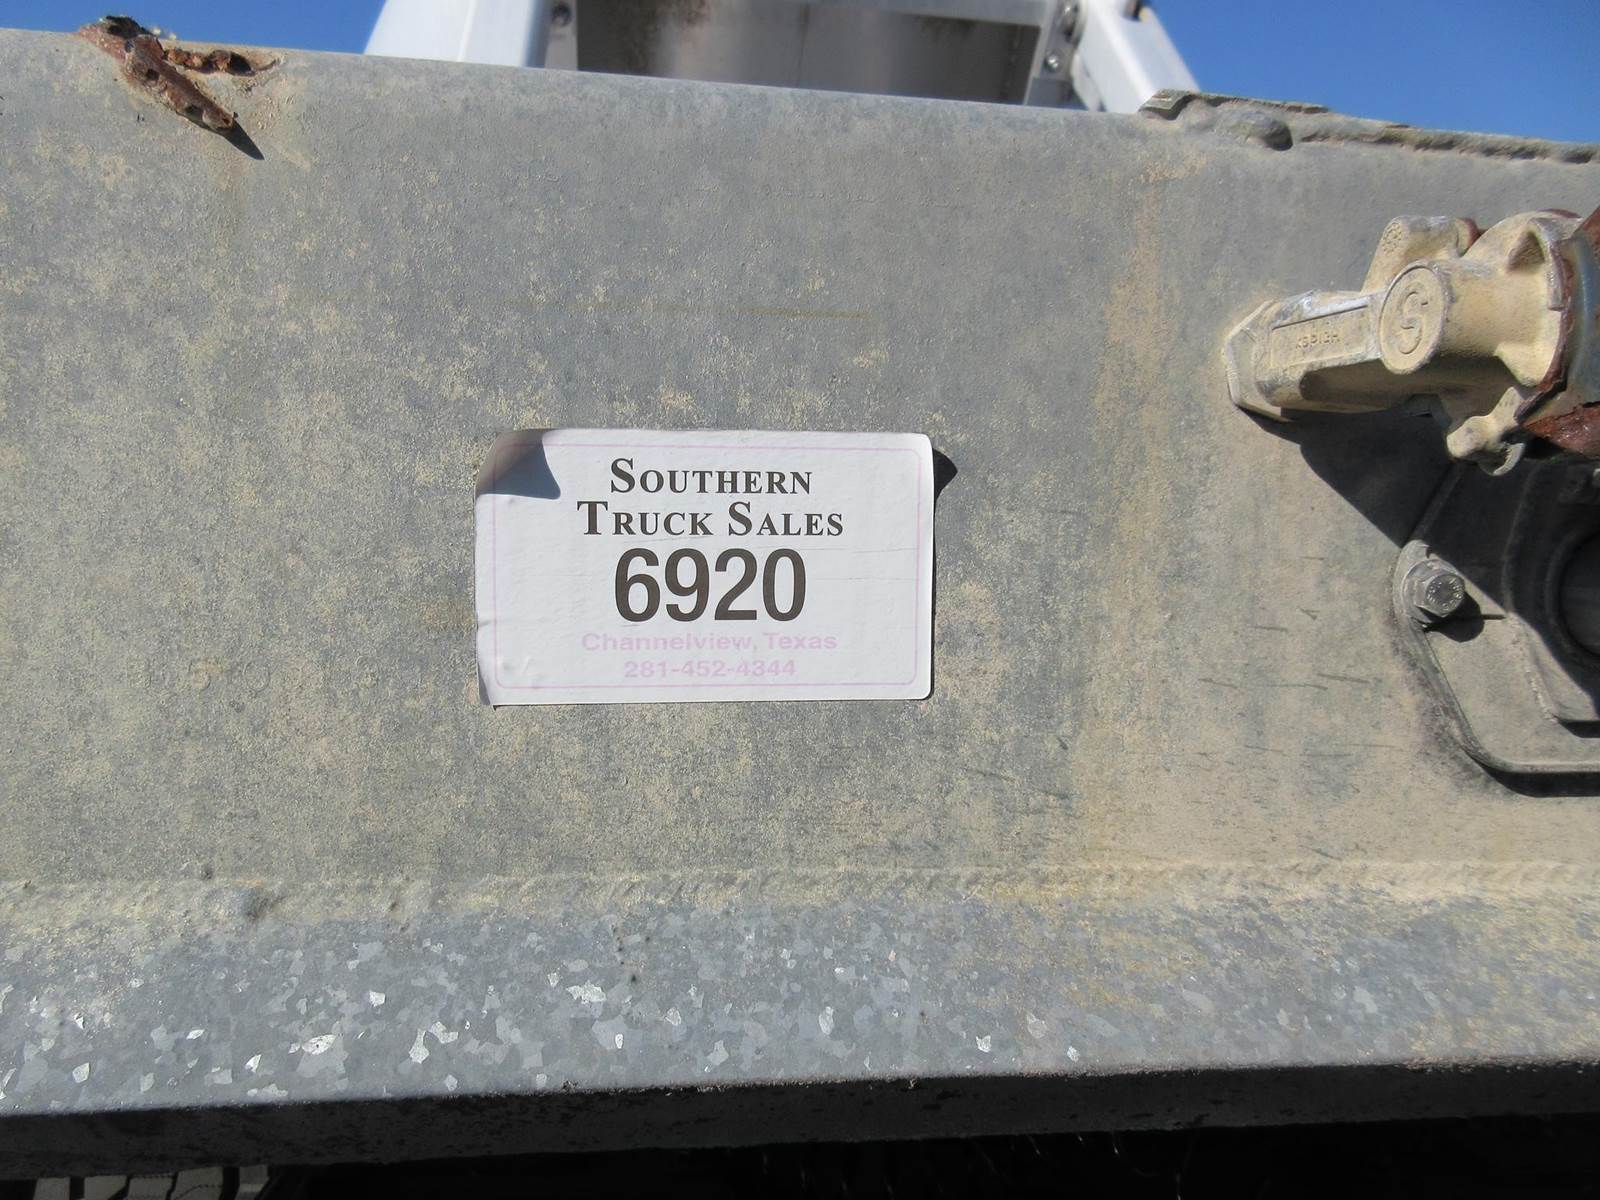 Southern
Truck Sales
6920
Channelview, Texas
281-452-4344
S